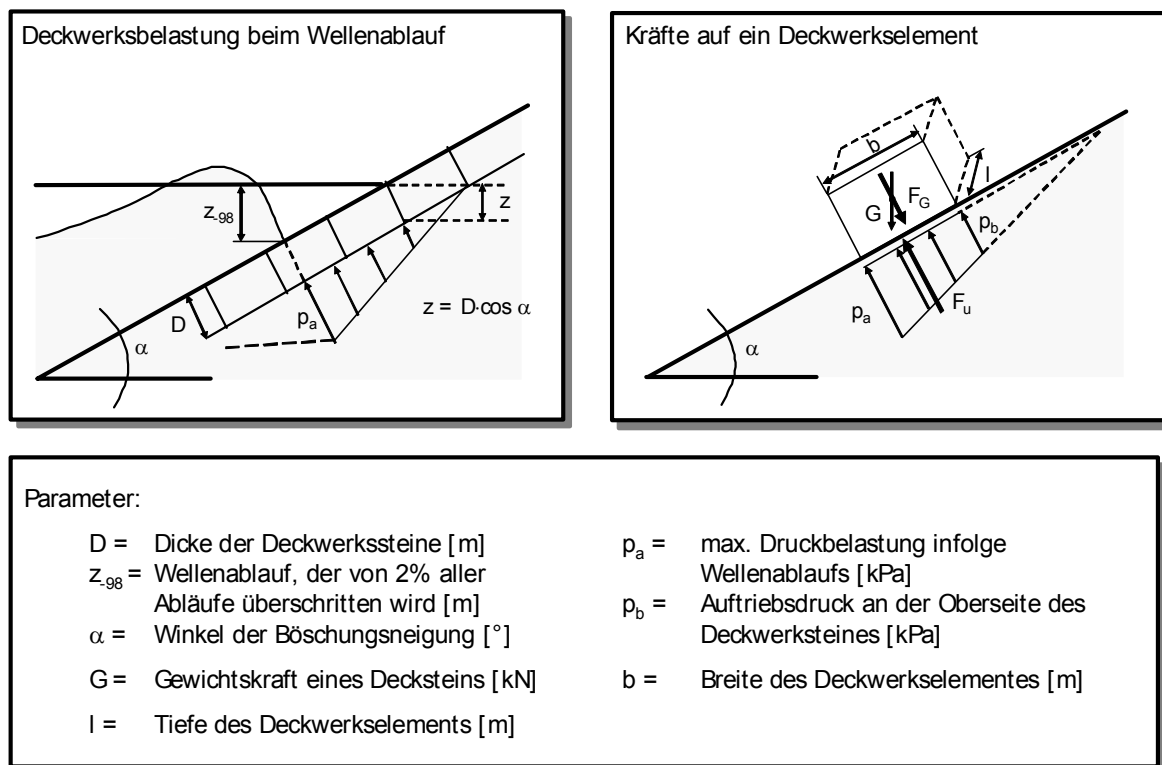 Deckwerksbelastung beim Wellenablauf
z-98
z
D
pa
z = D·cos α
α
Kräfte auf ein Deckwerkselement
b
l
FG
G
pb
pa
Fu
α
Parameter:
D = Dicke der Deckwerkssteine [m]
z-98 = Wellenablauf, der von 2% aller
Abläufe überschritten wird [m]
α = Winkel der Böschungsneigung [°]
G = Gewichtskraft eines Decksteins [kN]
l = Tiefe des Deckwerkselements [m]
pa = max. Druckbelastung infolge
Wellenablaufs [kPa]
pb = Auftriebsdruck an der Oberseite des
Deckwerksteines [kPa]
b = Breite des Deckwerkselementes [m]